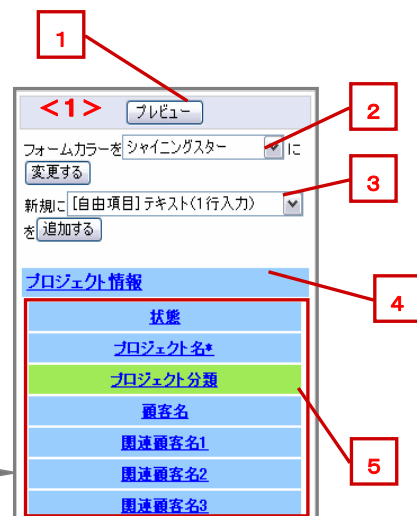 1
<1> プレビュー
2
フォームカラーを シャイニングスター に
変更する
3
新規に [自由項目] テキスト(1行入力)
を 追加する
プロジェクト情報
4
状態
プロジェクト名*
プロジェクト分類
顧客名
関連顧客名1
5
関連顧客名2
関連顧客名3